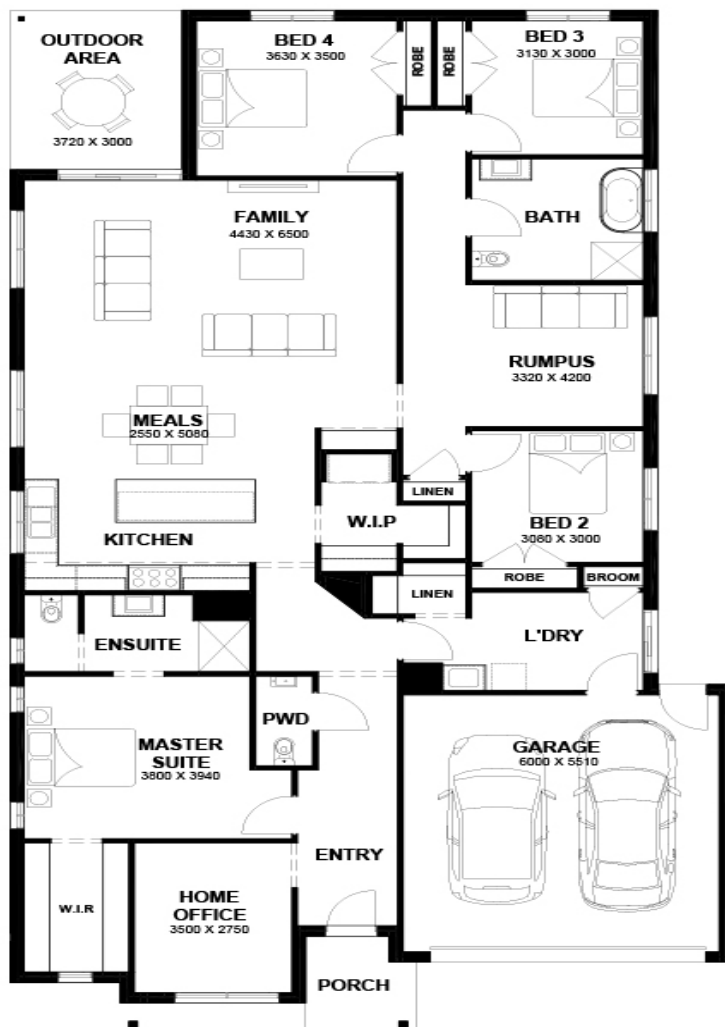 OUTDOOR
AREA
3720 X 3000
BED 4
3630 X 3500
ROBE
ROBE
BED 3
3130 X 3000
FAMILY
4430 X 6500
BATH
RUMPUS
3320 X 4200
MEALS
2550 X 5080
LINEN
W.I.P
BED 2
3060 X 3000
KITCHEN
ROBE
BROOM
LINEN
ENSUITE
L'DRY
PWD
MASTER
SUITE
3800 X 3940
GARAGE
6000 X 5510
ENTRY
W.I.R
HOME
OFFICE
3500 X 2750
PORCH